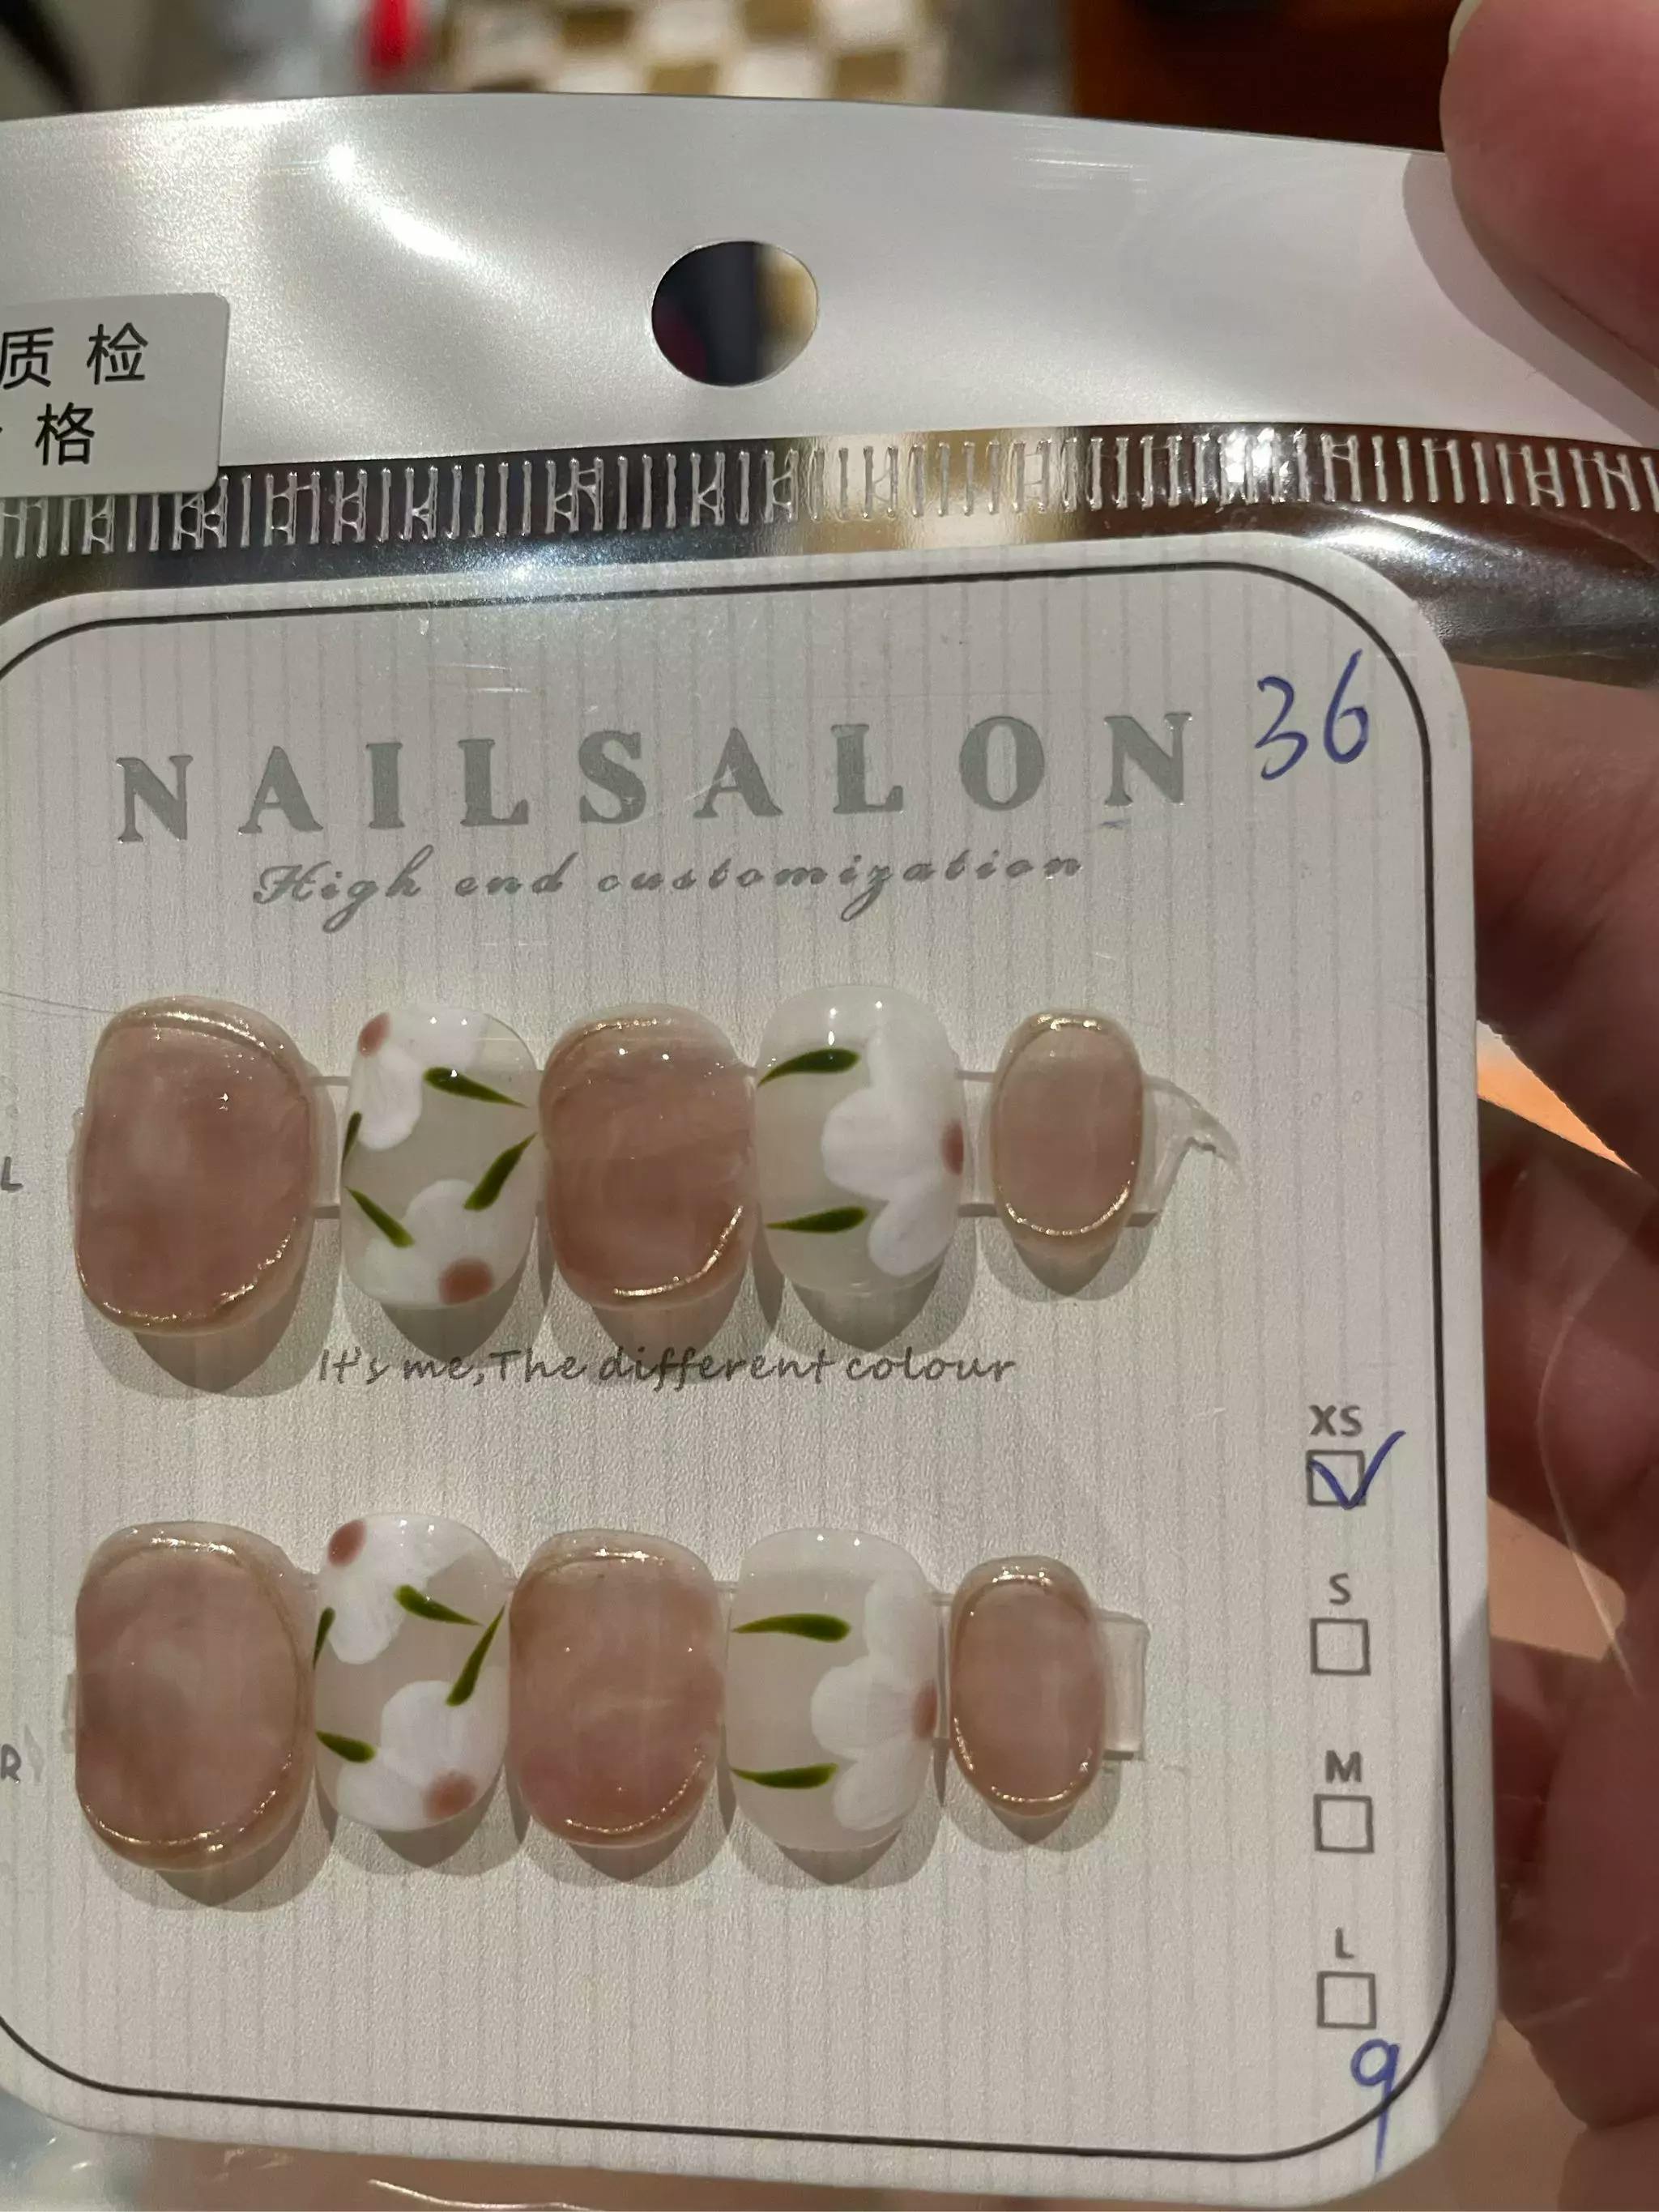 质检
格
36
NAILSALON
High end customization
L
It's me,The different colour
XS
S
R
M
L
9